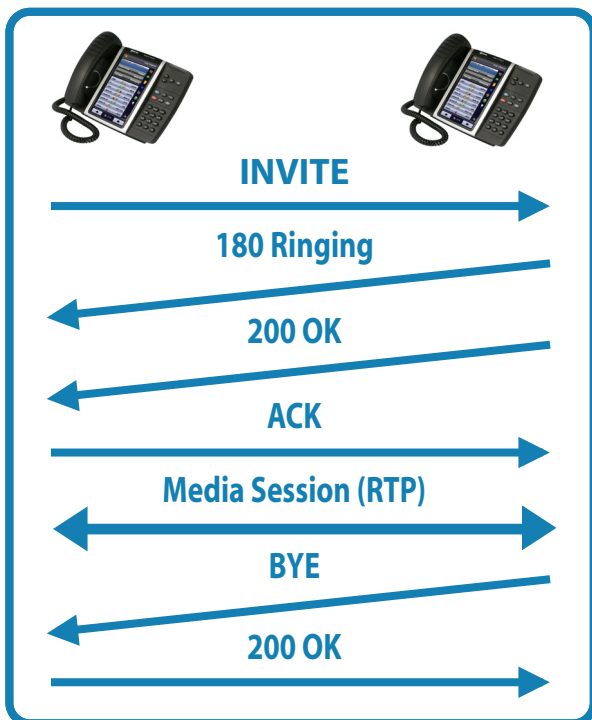 INVITE
180 Ringing
200 OK
ACK
Media Session (RTP)
BYE
200 OK